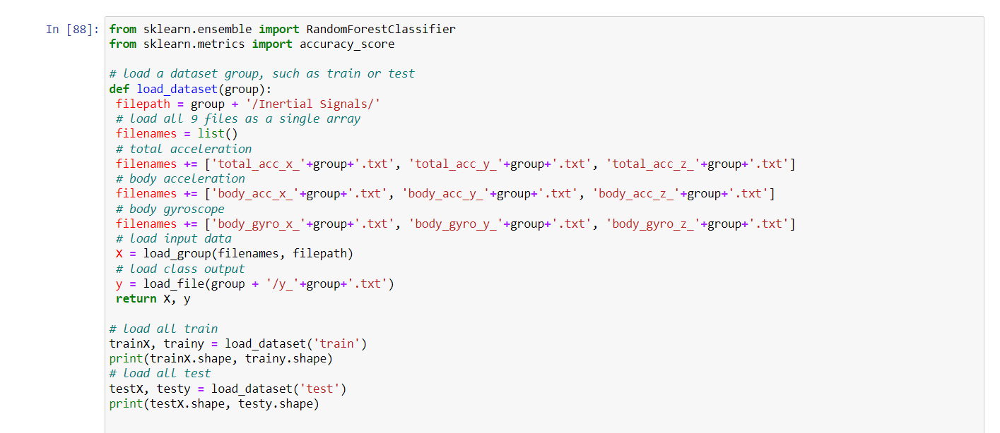 In [88]: from sklearn.ensemble import RandomForestClassifier
from sklearn.metrics import accuracy_score

# load a dataset group, such as train or test
def load_dataset(group):
 filepath = group + '/Inertial Signals/'
 # load all 9 files as a single array
 filenames = list()
 # total acceleration
 filenames += ['total_acc_x_'+group+'.txt', 'total_acc_y_'+group+'.txt', 'total_acc_z_'+group+'.txt']
 # body acceleration
 filenames += ['body_acc_x_'+group+'.txt', 'body_acc_y_'+group+'.txt', 'body_acc_z_'+group+'.txt']
 # body gyroscope
 filenames += ['body_gyro_x_'+group+'.txt', 'body_gyro_y_'+group+'.txt', 'body_gyro_z_'+group+'.txt']
 # load input data
 X = load_group(filenames, filepath)
 # load class output
 y = load_file(group + '/y_'+group+'.txt')
 return X, y

# load all train
trainX, trainy = load_dataset('train')
print(trainX.shape, trainy.shape)
# load all test
testX, testy = load_dataset('test')
print(testX.shape, testy.shape)